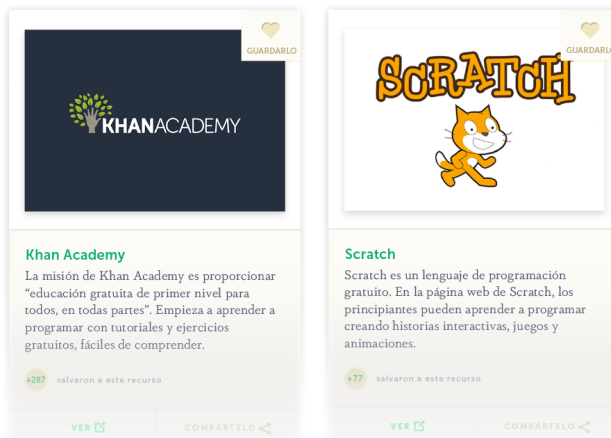 GUARDARLO
KHANACADEMY
Khan Academy
La misión de Khan Academy es proporcionar
“educación gratuita de primer nivel para
todos, en todas partes”. Empieza a aprender a
programar con tutoriales y ejercicios
gratuitos, fáciles de comprender.
+287 salvaron a este recurso
VER COMPÁRTELO
GUARDARLO
SCRATCH
Scratch
Scratch es un lenguaje de programación
gratuito. En la página web de Scratch, los
principiantes pueden aprender a programar
creando historias interactivas, juegos y
animaciones.
+77 salvaron a este recurso
VER COMPÁRTELO